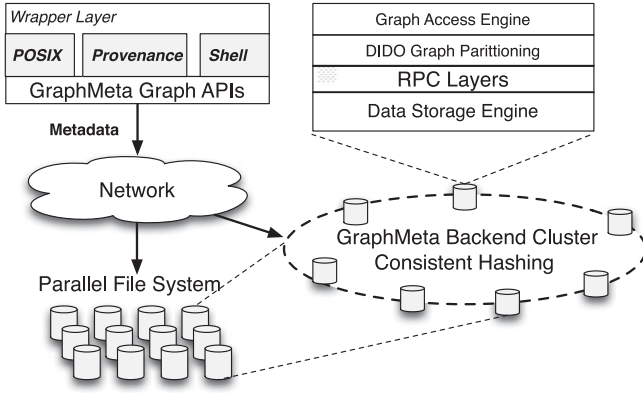 Wrapper Layer
POSIX
Provenance
Shell
GraphMeta Graph APIs
Metadata
Network
Parallel File System
Graph Access Engine
DIDO Graph Parititioning
RPC Layers
Data Storage Engine
GraphMeta Backend Cluster
Consistent Hashing